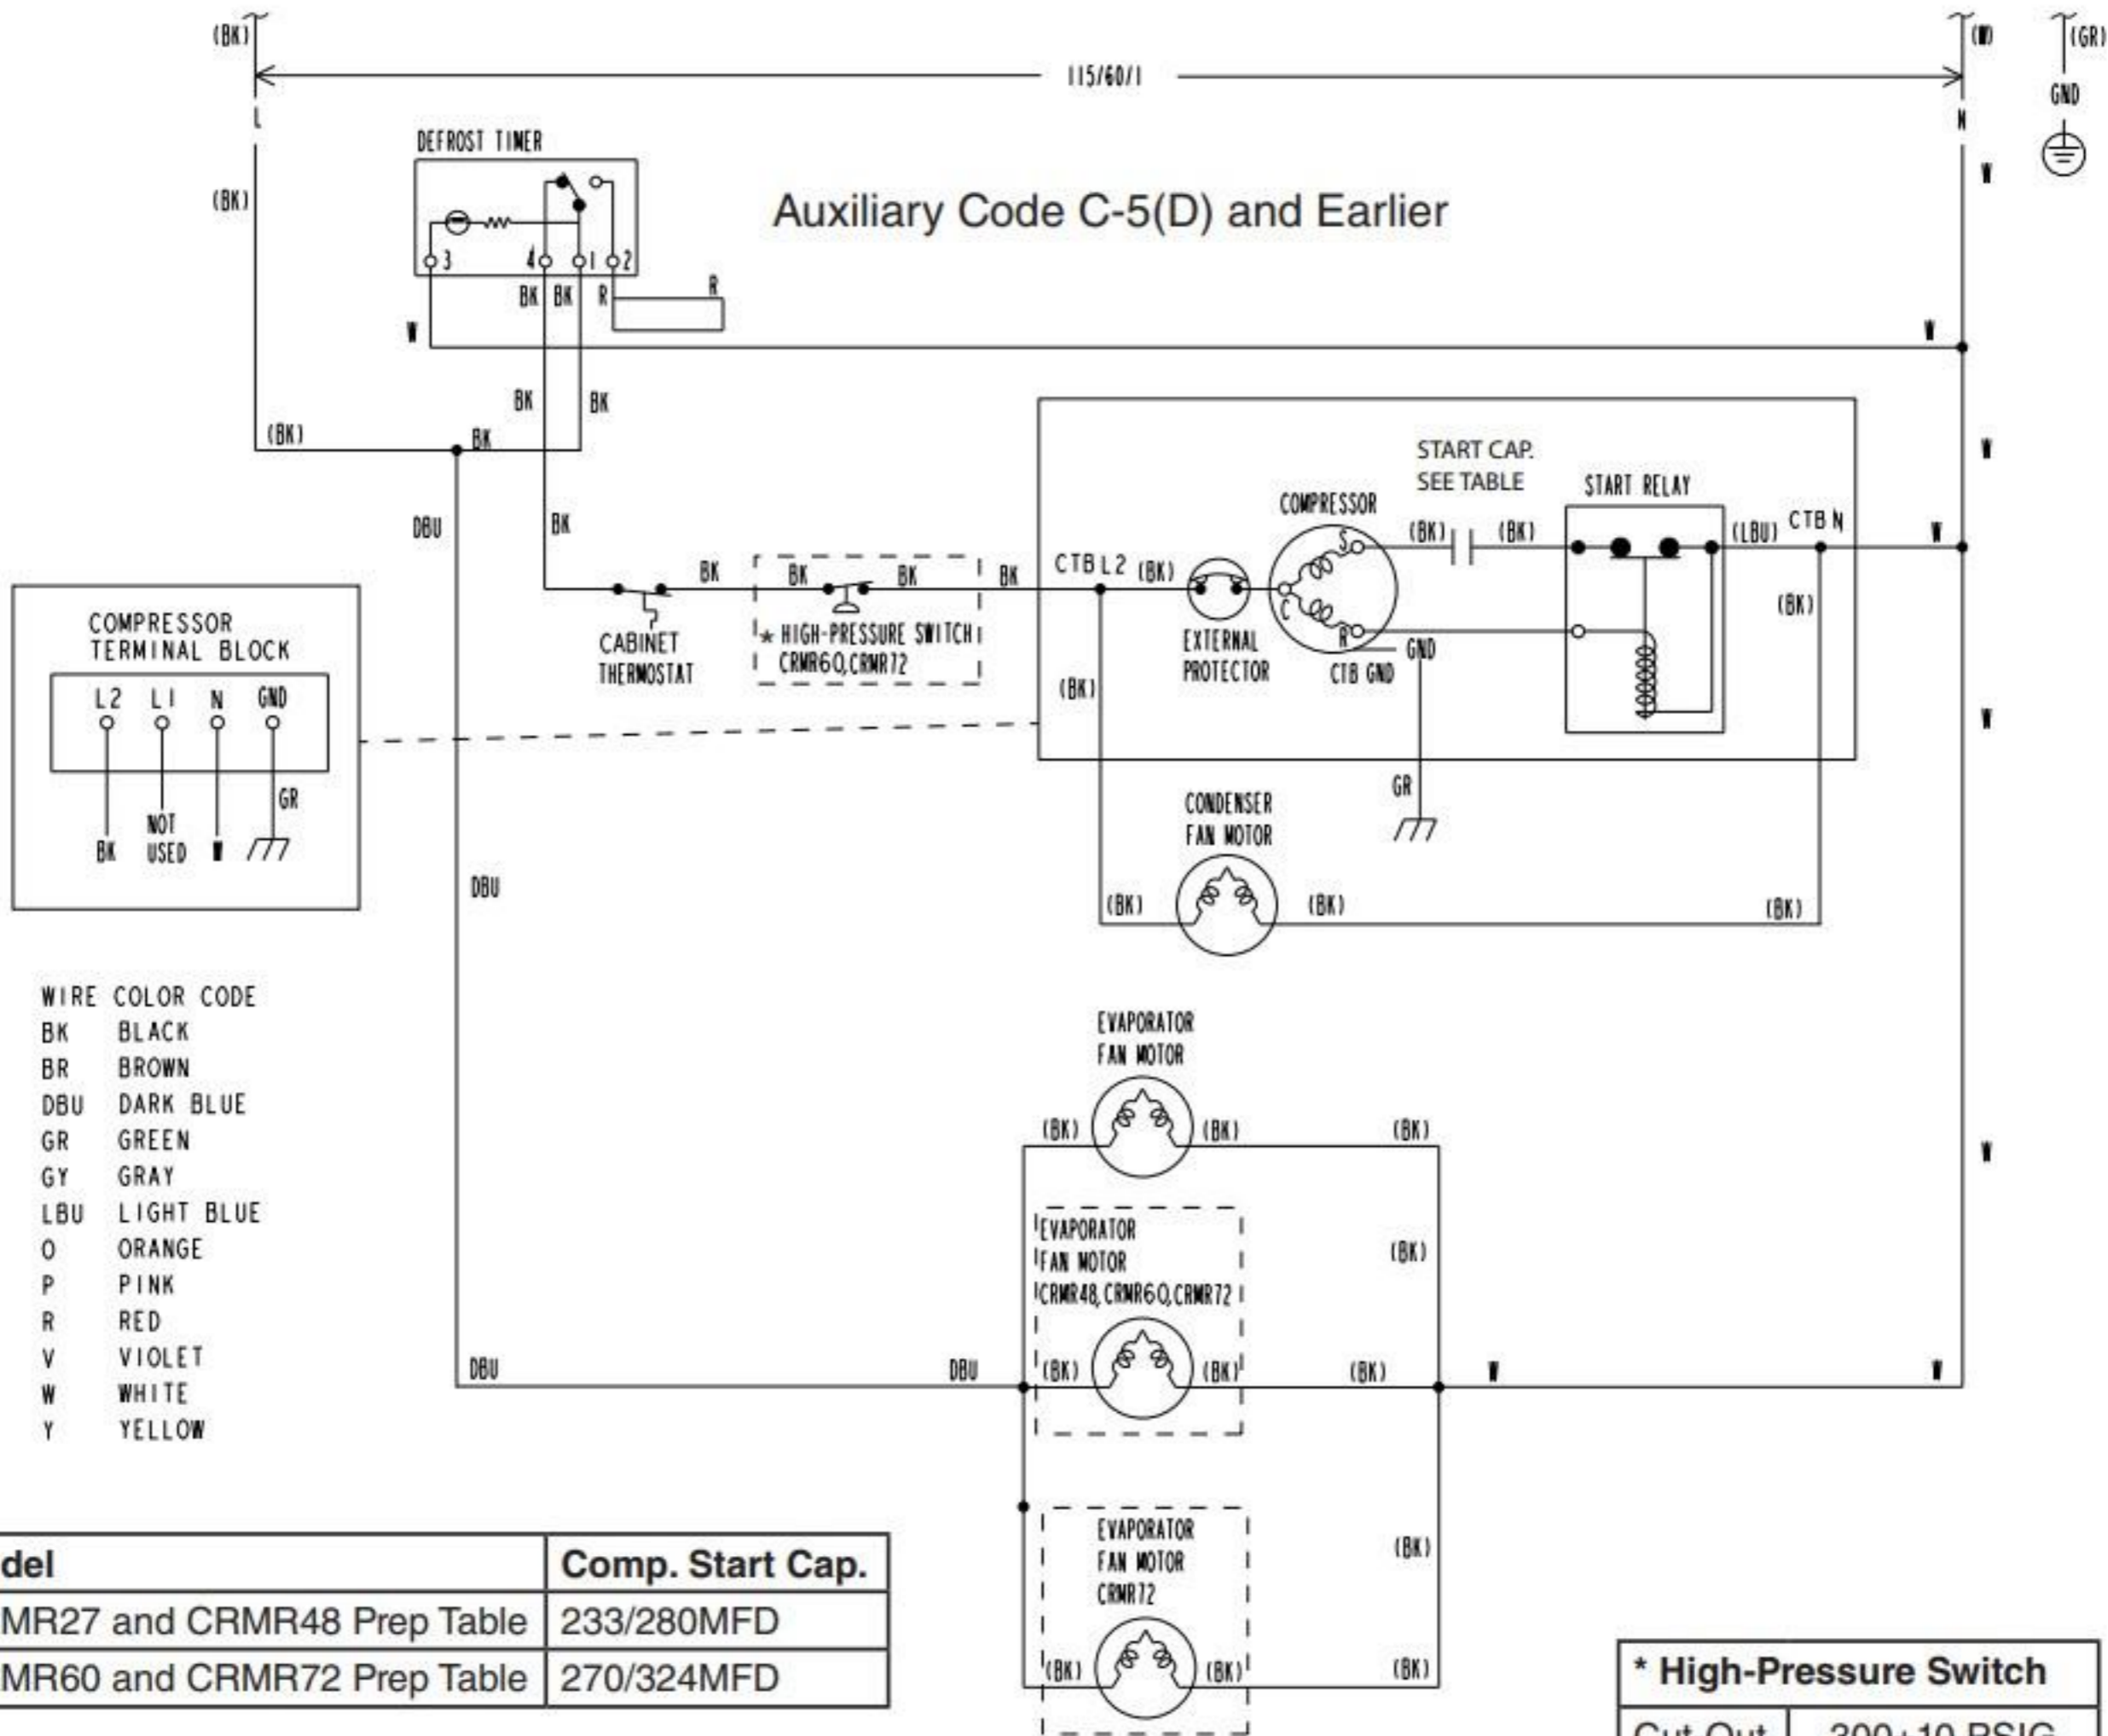 (BK)
115/60/1
(W)
(GR)
GND
L
N
DEFROST TIMER
(BK)
W
Auxiliary Code C-5(D) and Earlier
3 4 1 2
BK BK R R
W W
BK BK
(BK) BK
W
START CAP.
SEE TABLE
START RELAY
COMPRESSOR
DBU BK
S (BK) (BK) (LBU) CTB N W
BK BK BK BK CTB L2 (BK)
C
(BK)
* HIGH-PRESSURE SWITCH
CRMR60,CRMR72
CABINET
THERMOSTAT
EXTERNAL
PROTECTOR
R GND
CTB GND
(BK)
W
COMPRESSOR
TERMINAL BLOCK
L2 L1 N GND
GR
NOT
USED
BK W
GR
CONDENSER
FAN MOTOR
DBU
(BK) (BK) (BK)
WIRE COLOR CODE
BK BLACK
BR BROWN
DBU DARK BLUE
GR GREEN
GY GRAY
LBU LIGHT BLUE
O ORANGE
P PINK
R RED
V VIOLET
W WHITE
Y YELLOW
EVAPORATOR
FAN MOTOR
(BK) (BK) (BK)
W
EVAPORATOR
FAN MOTOR
CRMR48,CRMR60,CRMR72
(BK)
DBU DBU (BK) (BK) (BK) W W
EVAPORATOR
FAN MOTOR
CRMR72
(BK)
(BK) (BK) (BK)
del Comp. Start Cap.
MR27 and CRMR48 Prep Table 233/280MFD
MR60 and CRMR72 Prep Table 270/324MFD
* High-Pressure Switch
Cut-Out 300±10 PSIG